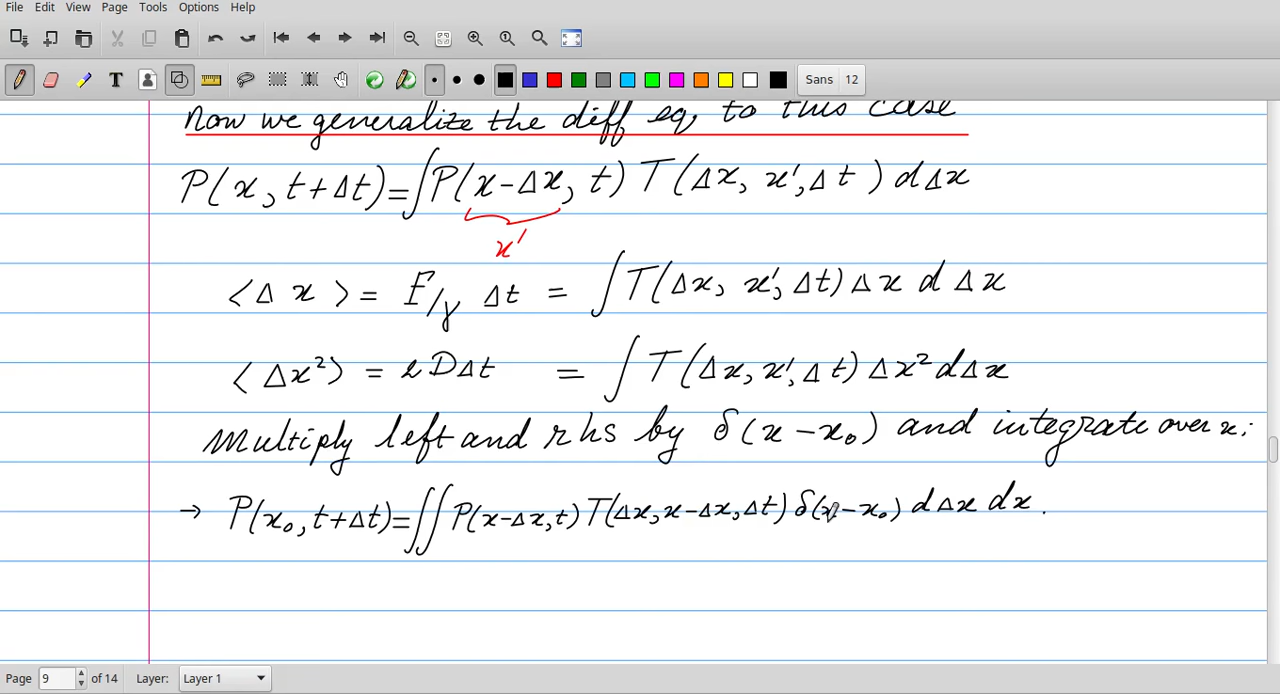 File Edit View Page Tools Options Help
Sans 12
Now we generalize the diff eq to this case
P(x, t+Δt)=∫P(x-Δx, t) T(Δx, x', Δt) dΔx
x'
⟨Δx⟩ = F/γ Δt = ∫T(Δx, x', Δt) Δx dΔx
⟨Δx²⟩ = 2DΔt = ∫T(Δx, x', Δt) Δx² dΔx
Multiply left and rhs by δ(x-x₀) and integrate over x:
→ P(x₀, t+Δt)=∫∫P(x-Δx, t) T(Δx, x-Δx, Δt) δ(x-x₀) dΔx dx.
Page 9 of 14 Layer: Layer 1